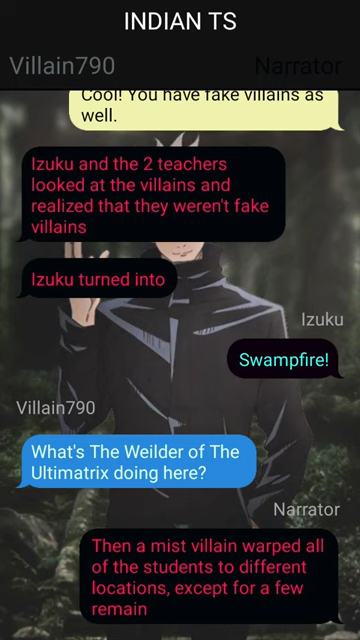 INDIAN TS
Villain790
Narrator
Cool! You have fake villains as
well.
Izuku and the 2 teachers
looked at the villains and
realized that they weren't fake
villains
Izuku turned into
Izuku
Swampfire!
Villain790
What's The Weilder of The
Ultimatrix doing here?
Narrator
Then a mist villain warped all
of the students to different
locations, except for a few
remain